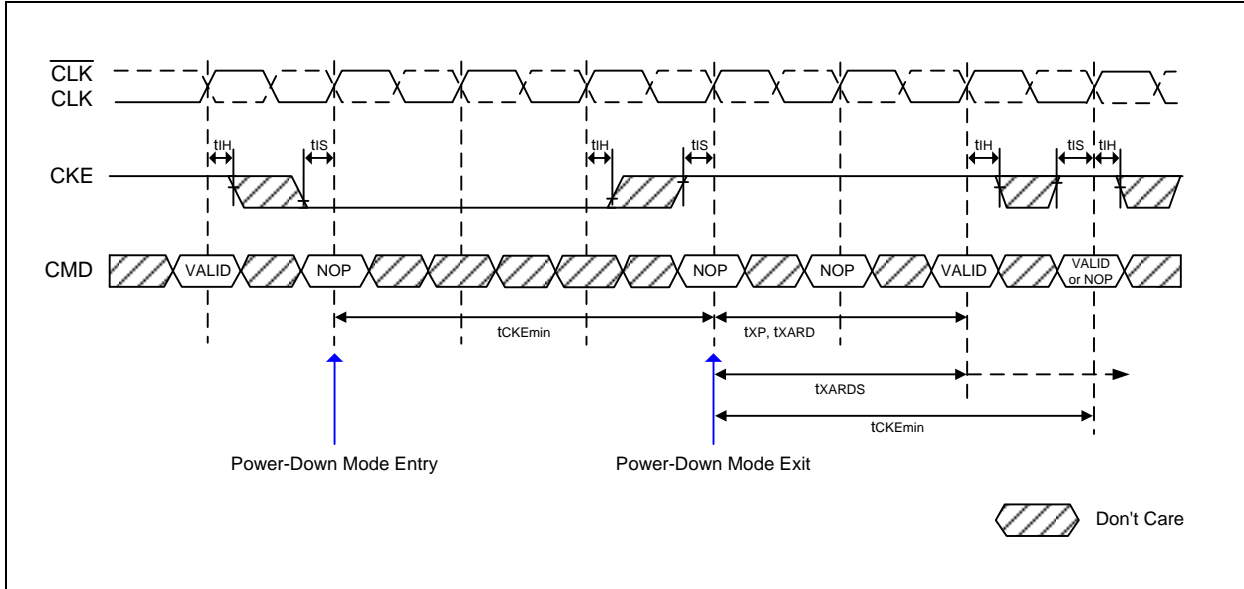 CLK
CLK
tIH tIS tIH tIS tIH tIS tIH
CKE
CMD VALID NOP NOP NOP VALID VALID or NOP
tCKEmin tXP, tXARD
tXARDS
tCKEmin
Power-Down Mode Entry Power-Down Mode Exit
Don't Care